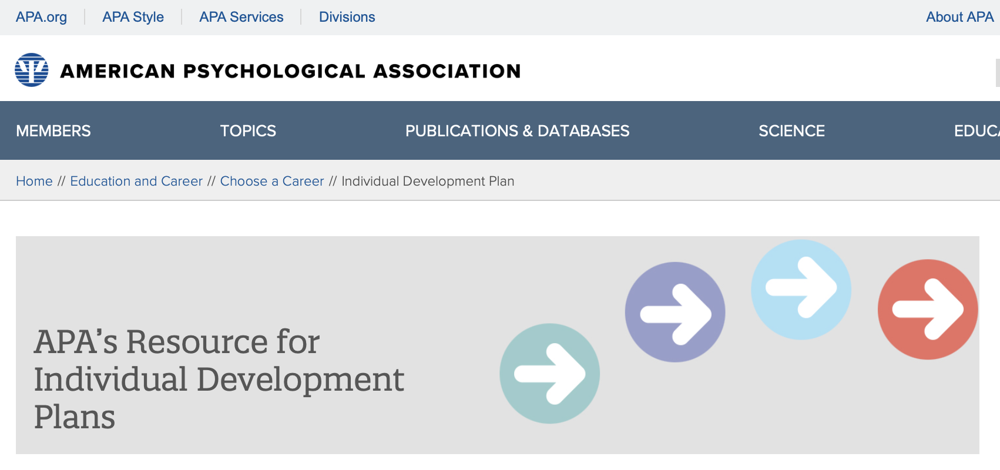 APA.org APA Style APA Services Divisions About APA
AMERICAN PSYCHOLOGICAL ASSOCIATION
MEMBERS TOPICS PUBLICATIONS & DATABASES SCIENCE
Home // Education and Career // Choose a Career // Individual Development Plan
APA’s Resource for
Individual Development
Plans